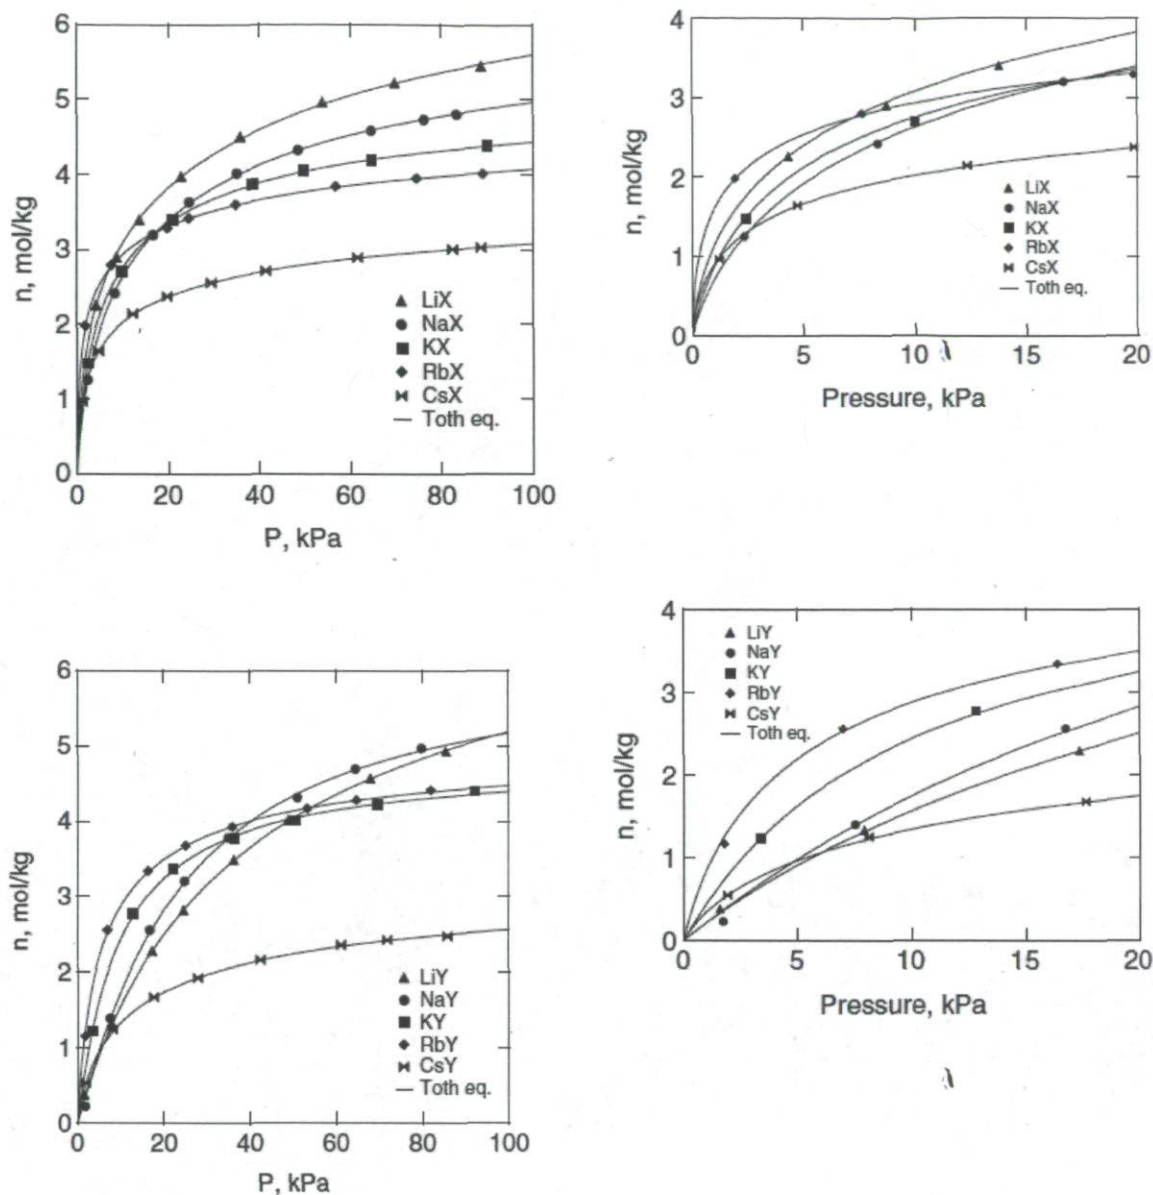 6
5
4
3
2
1
0
n, mol/kg
LiX
NaX
KX
RbX
CsX
Toth eq.
0 20 40 60 80 100
P, kPa
4
3
2
1
0
n, mol/kg
LiX
NaX
KX
RbX
CsX
Toth eq.
0 5 10 15 20
Pressure, kPa
6
5
4
3
2
1
0
n, mol/kg
LiY
NaY
KY
RbY
CsY
Toth eq.
0 20 40 60 80 100
P, kPa
4
3
2
1
0
n, mol/kg
LiY
NaY
KY
RbY
CsY
Toth eq.
0 5 10 15 20
Pressure, kPa